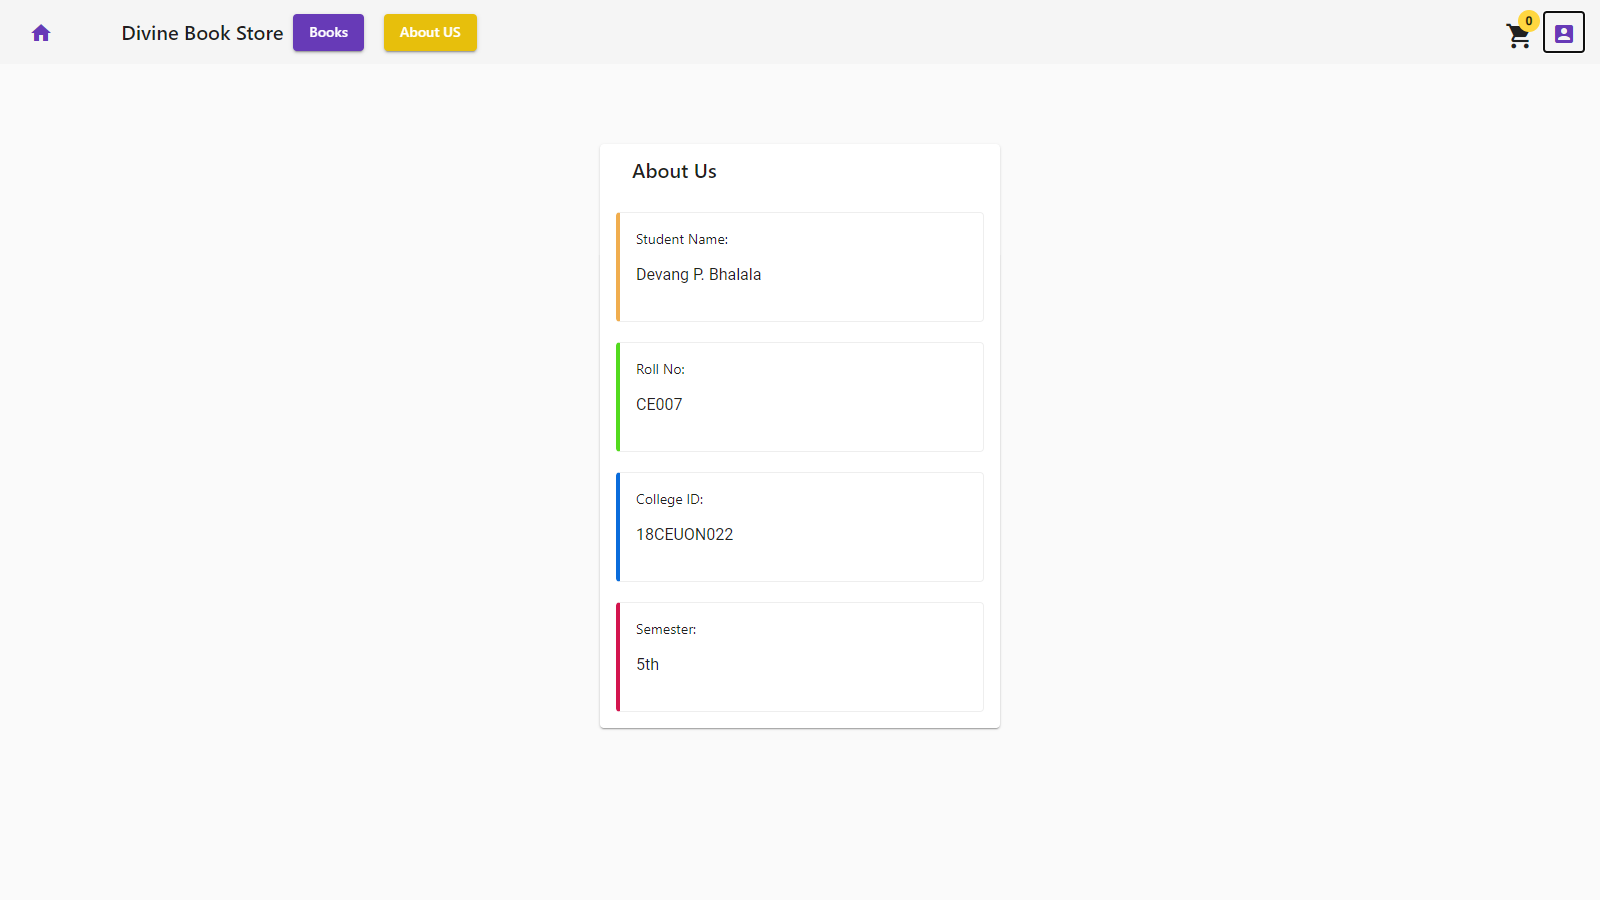 Divine Book Store Books About US 0
About Us
Student Name:
Devang P. Bhalala
Roll No:
CE007
College ID:
18CEUON022
Semester:
5th